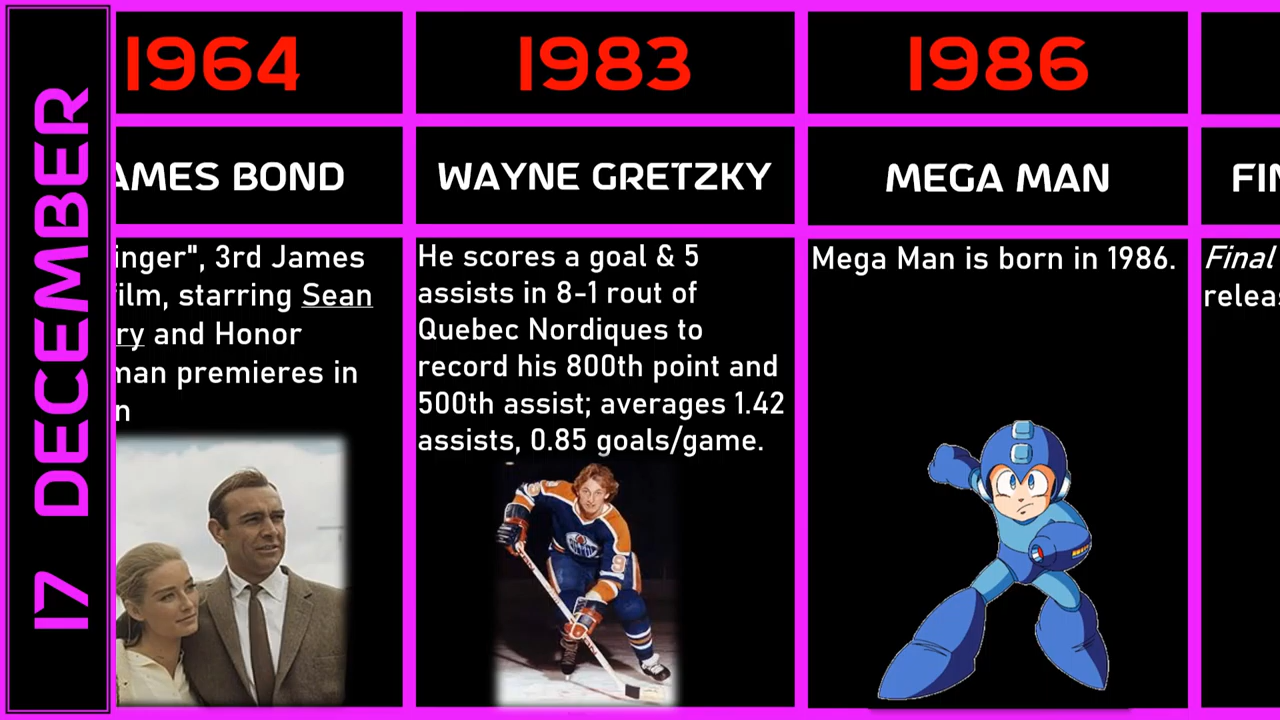 17 DECEMBER
1964
AMES BOND
inger", 3rd James
ilm, starring Sean
ry and Honor
man premieres in
n
1983
WAYNE GRETZKY
He scores a goal & 5
assists in 8-1 rout of
Quebec Nordiques to
record his 800th point and
500th assist; averages 1.42
assists, 0.85 goals/game.
1986
MEGA MAN
Mega Man is born in 1986.
FIN
Final
releas